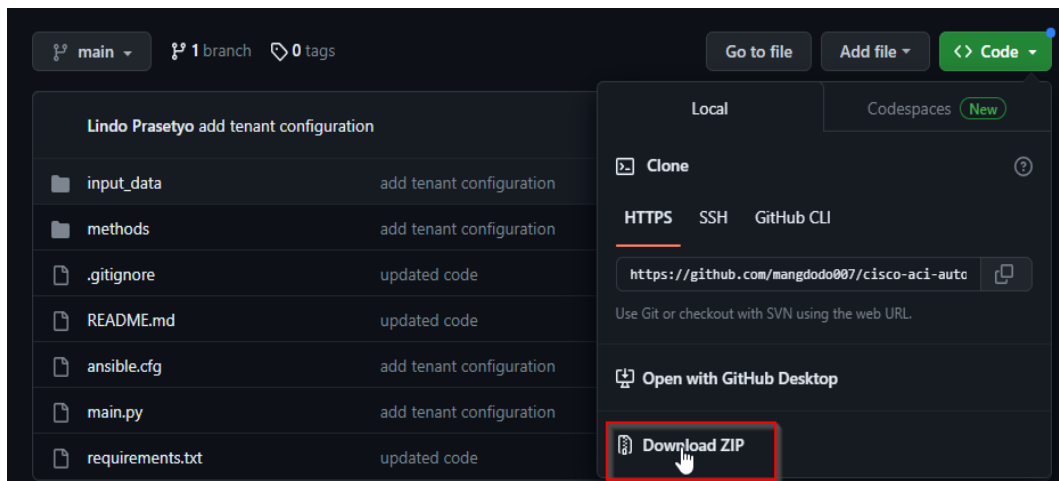 main 1 branch 0 tags Go to file Add file <> Code
Local Codespaces New
Lindo Prasetyo add tenant configuration
Clone
input_data add tenant configuration
HTTPS SSH GitHub CLI
methods add tenant configuration
https://github.com/mangdodo007/cisco-aci-auto
.gitignore updated code
Use Git or checkout with SVN using the web URL.
README.md updated code
ansible.cfg add tenant configuration
Open with GitHub Desktop
main.py add tenant configuration
Download ZIP
requirements.txt updated code